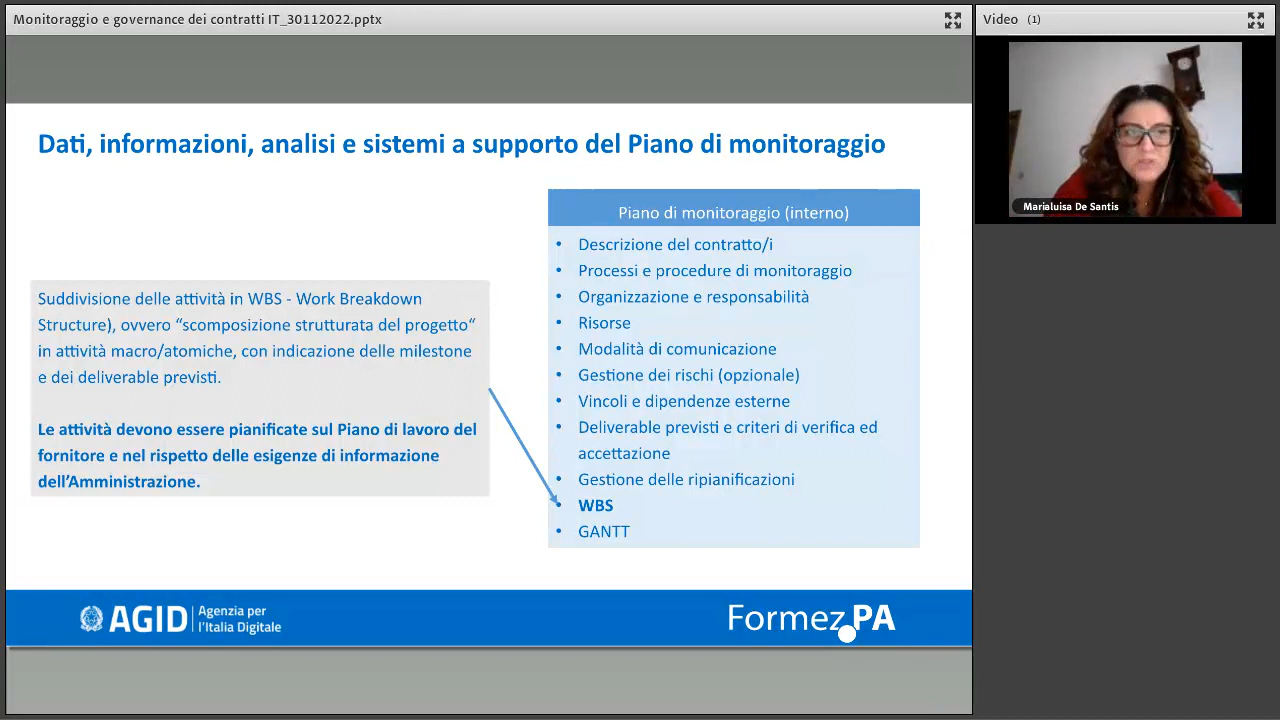 Monitoraggio e governance dei contratti IT_30112022.pptx
Video (1)
Marialuisa De Santis
Dati, informazioni, analisi e sistemi a supporto del Piano di monitoraggio
Suddivisione delle attività in WBS - Work Breakdown
Structure), ovvero “scomposizione strutturata del progetto“
in attività macro/atomiche, con indicazione delle milestone
e dei deliverable previsti.
Le attività devono essere pianificate sul Piano di lavoro del
fornitore e nel rispetto delle esigenze di informazione
dell’Amministrazione.
Piano di monitoraggio (interno)
• Descrizione del contratto/i
• Processi e procedure di monitoraggio
• Organizzazione e responsabilità
• Risorse
• Modalità di comunicazione
• Gestione dei rischi (opzionale)
• Vincoli e dipendenze esterne
• Deliverable previsti e criteri di verifica ed
accettazione
• Gestione delle ripianificazioni
• WBS
• GANTT
AGID
Agenzia per
l’Italia Digitale
Formez PA